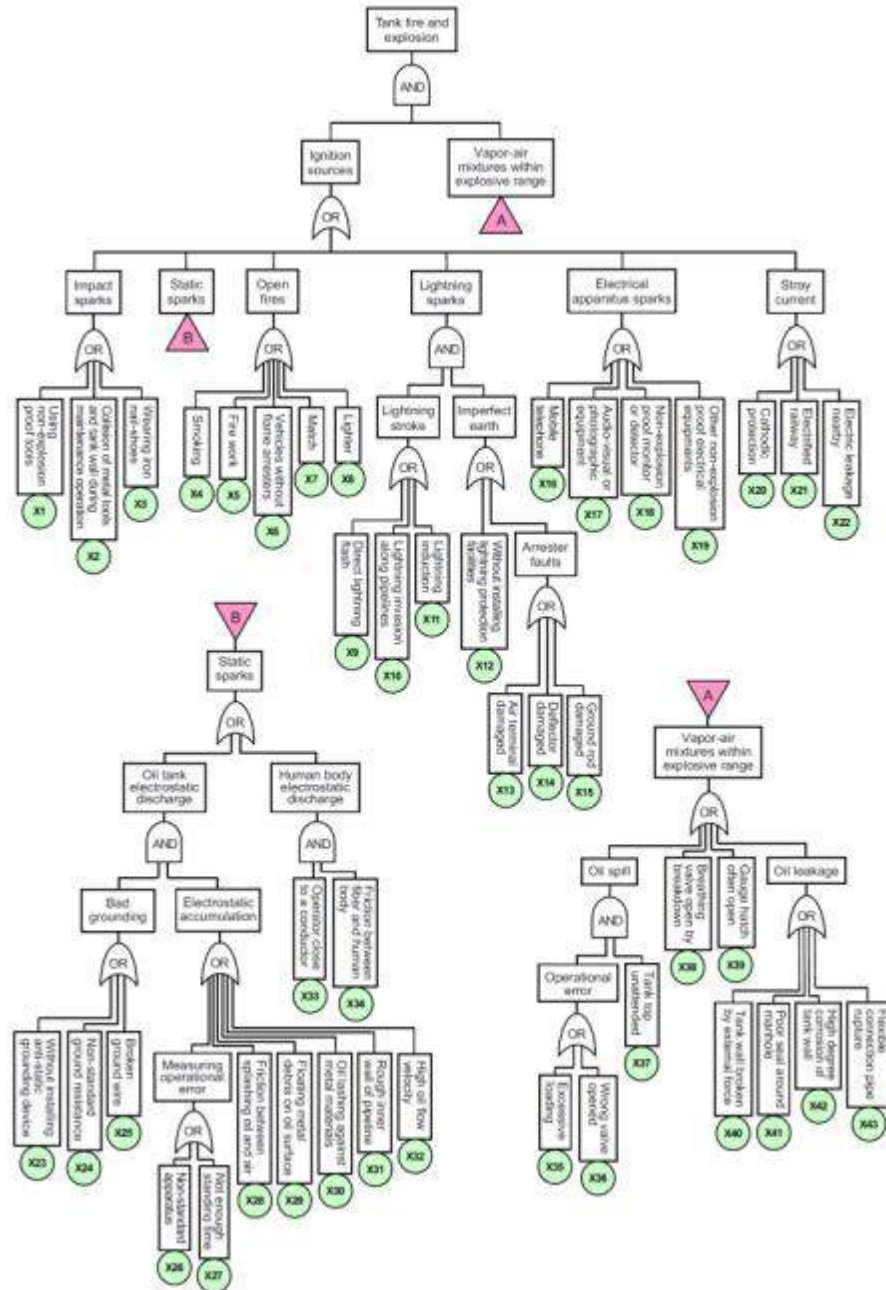 Tank fire and
explosion
AND
Ignition
sources
Vapor-air
mixtures within
explosive range
OR
A
Impact
sparks
Static
sparks
Open
fires
Lightning
sparks
Electrical
apparatus sparks
Stray
current
OR
B
OR
AND
OR
OR
Using
non-explosion
proof tools
X1
Collision of metal tools
and tank wall during
maintenance operation
X2
Wearing iron
nail-shoes
X3
Smoking
X4
Fire work
X5
Vehicles without
flame arresters
X6
Match
X7
Lighter
X8
Lightning
stroke
Imperfect
earth
OR
OR
Mobile
telephone
X16
Audio-visual or
photographic
equipment
X17
Non-explosion
proof monitor
or detector
X18
Other non-explosion
proof electrical
equipments
X19
Cathodic
protection
X20
Electrified
railway
X21
Electric leakage
nearby
X22
Direct lightning
flash
X9
Lightning invasion
along pipelines
X10
Lightning
induction
X11
Without installing
lightning protection
facilities
X12
Arrester
faults
OR
Air terminal
damaged
X13
Deflector
damaged
X14
Ground rod
damaged
X15
B
Static
sparks
OR
Oil tank
electrostatic
discharge
Human body
electrostatic
discharge
AND
AND
Bad
grounding
Electrostatic
accumulation
Operator close
to a conductor
X33
Friction between
fiber and human
body
X34
OR
OR
Without installing
anti-static
grounding device
X23
Non-standard
ground resistance
X24
Broken
ground wire
X25
Measuring
operational
error
OR
Non-standard
apparatus
X26
Not enough
standing time
X27
Friction between
splashing oil and air
X28
Floating metal
debris on oil surface
X29
Oil lashing against
metal materials
X30
Rough inner
wall of pipeline
X31
High oil flow
velocity
X32
A
Vapor-air
mixtures within
explosive range
OR
Oil spill
Breathing
valve open by
breakdown
X38
Gauge hatch
often open
X39
Oil leakage
AND
OR
Operational
error
Tank top
unattended
X37
OR
Excessive
loading
X35
Wrong valve
opened
X36
Tank wall broken
by external force
X40
Poor seal around
manhole
X41
High degree
corrosion of
tank wall
X42
Flexible
connection pipe
rupture
X43